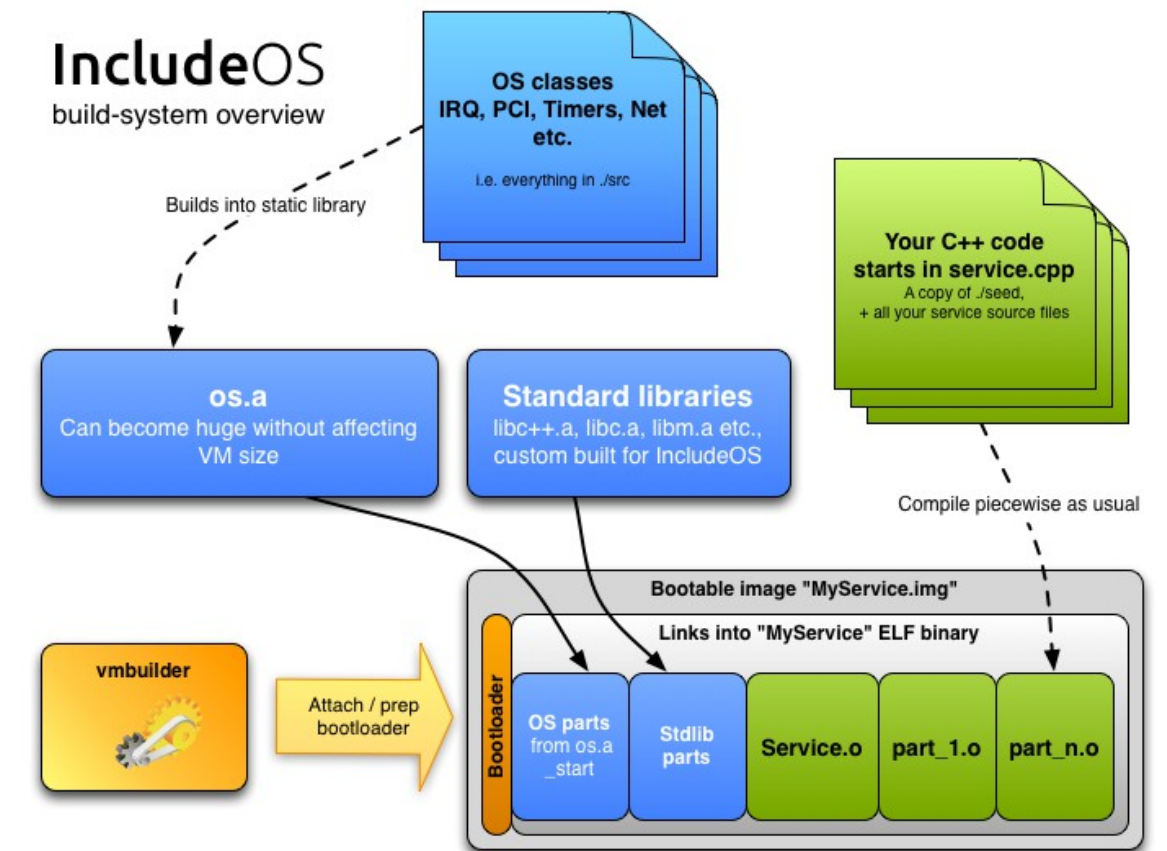 IncludeOS
build-system overview
OS classes
IRQ, PCI, Timers, Net
etc.
i.e. everything in ./src
Builds into static library
Your C++ code
starts in service.cpp
A copy of ./seed,
+ all your service source files
os.a
Can become huge without affecting
VM size
Standard libraries
libc++.a, libc.a, libm.a etc.,
custom built for IncludeOS
Compile piecewise as usual
Bootable image "MyService.img"
Links into "MyService" ELF binary
vmbuilder
Attach / prep
bootloader
Bootloader
OS parts
from os.a
_start
Stdlib
parts
Service.o
part_1.o
part_n.o